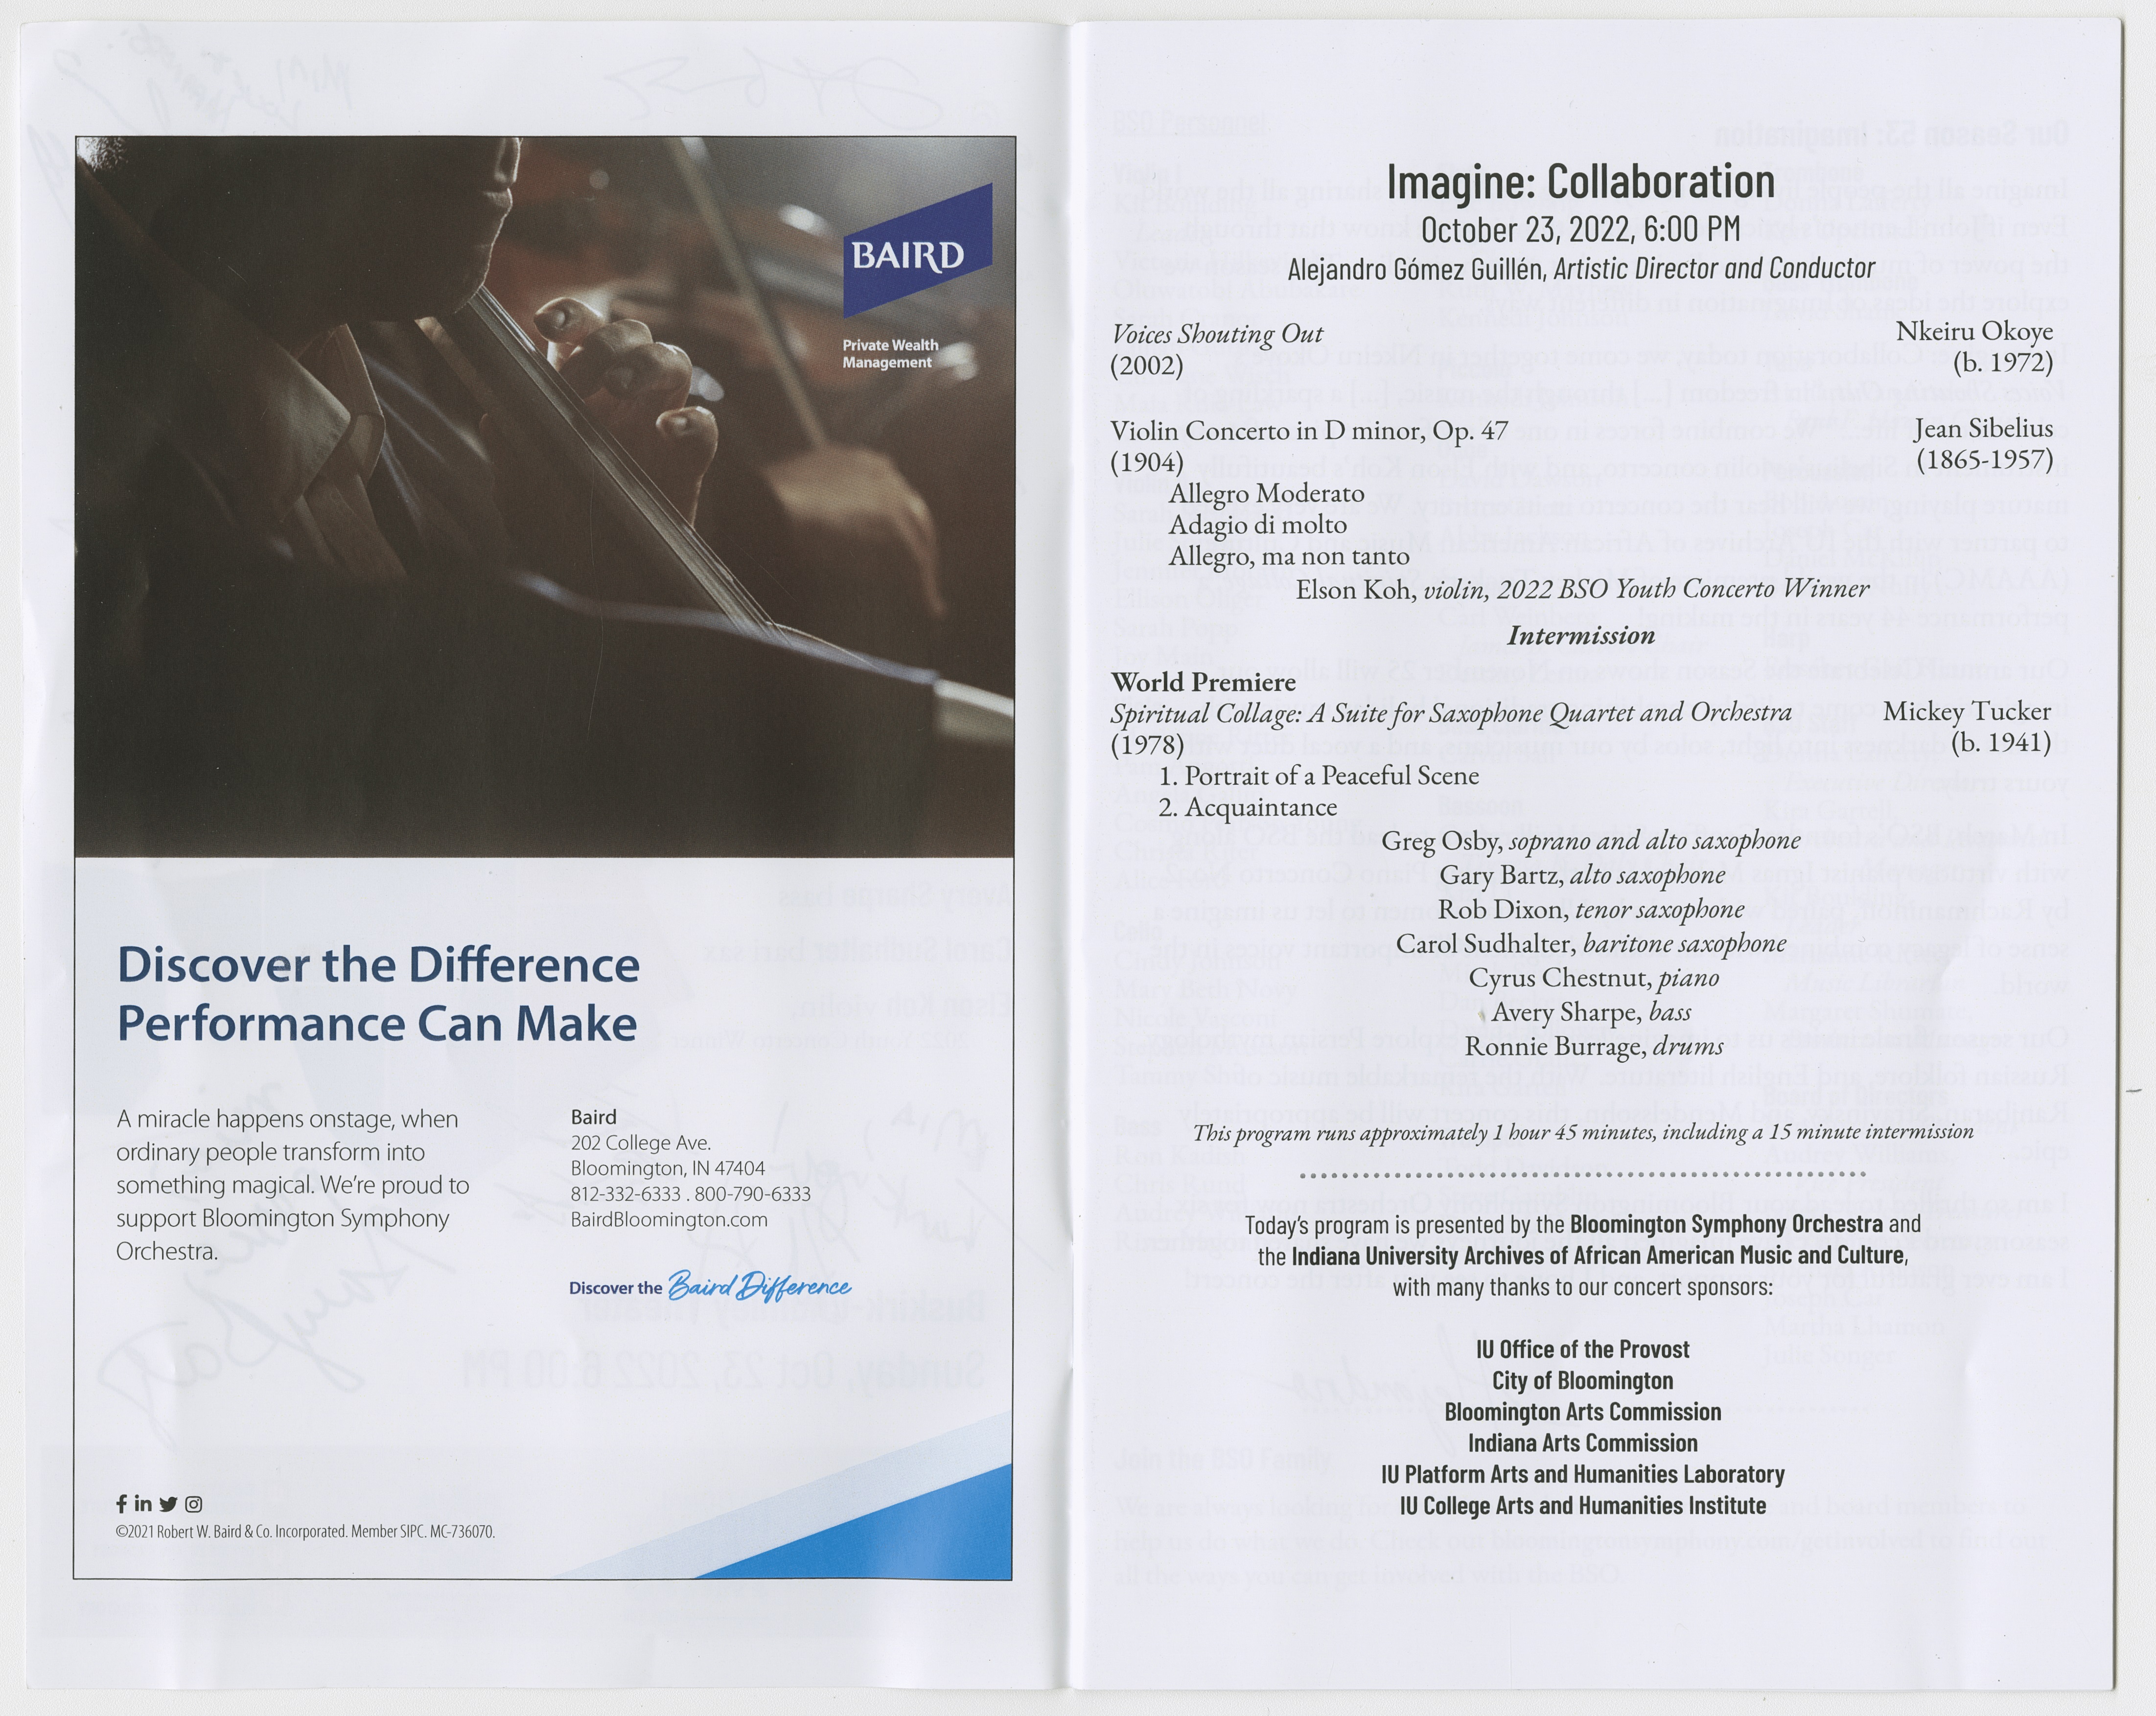 BAIRD
Private Wealth
Management
Discover the Difference
Performance Can Make
A miracle happens onstage, when
ordinary people transform into
something magical. We're proud to
support Bloomington Symphony
Orchestra.
Baird
202 College Ave.
Bloomington, IN 47404
812-332-6333 . 800-790-6333
BairdBloomington.com
Discover the Baird Difference
©2021 Robert W. Baird & Co. Incorporated. Member SIPC. MC-736070.
Imagine: Collaboration
October 23, 2022, 6:00 PM
Alejandro Gómez Guillén, Artistic Director and Conductor
Voices Shouting Out Nkeiru Okoye
(2002) (b. 1972)
Violin Concerto in D minor, Op. 47 Jean Sibelius
(1904) (1865-1957)
Allegro Moderato
Adagio di molto
Allegro, ma non tanto
Elson Koh, violin, 2022 BSO Youth Concerto Winner
Intermission
World Premiere
Spiritual Collage: A Suite for Saxophone Quartet and Orchestra Mickey Tucker
(1978) (b. 1941)
1. Portrait of a Peaceful Scene
2. Acquaintance
Greg Osby, soprano and alto saxophone
Gary Bartz, alto saxophone
Rob Dixon, tenor saxophone
Carol Sudhalter, baritone saxophone
Cyrus Chestnut, piano
Avery Sharpe, bass
Ronnie Burrage, drums
This program runs approximately 1 hour 45 minutes, including a 15 minute intermission
Today's program is presented by the Bloomington Symphony Orchestra and
the Indiana University Archives of African American Music and Culture,
with many thanks to our concert sponsors:
IU Office of the Provost
City of Bloomington
Bloomington Arts Commission
Indiana Arts Commission
IU Platform Arts and Humanities Laboratory
IU College Arts and Humanities Institute